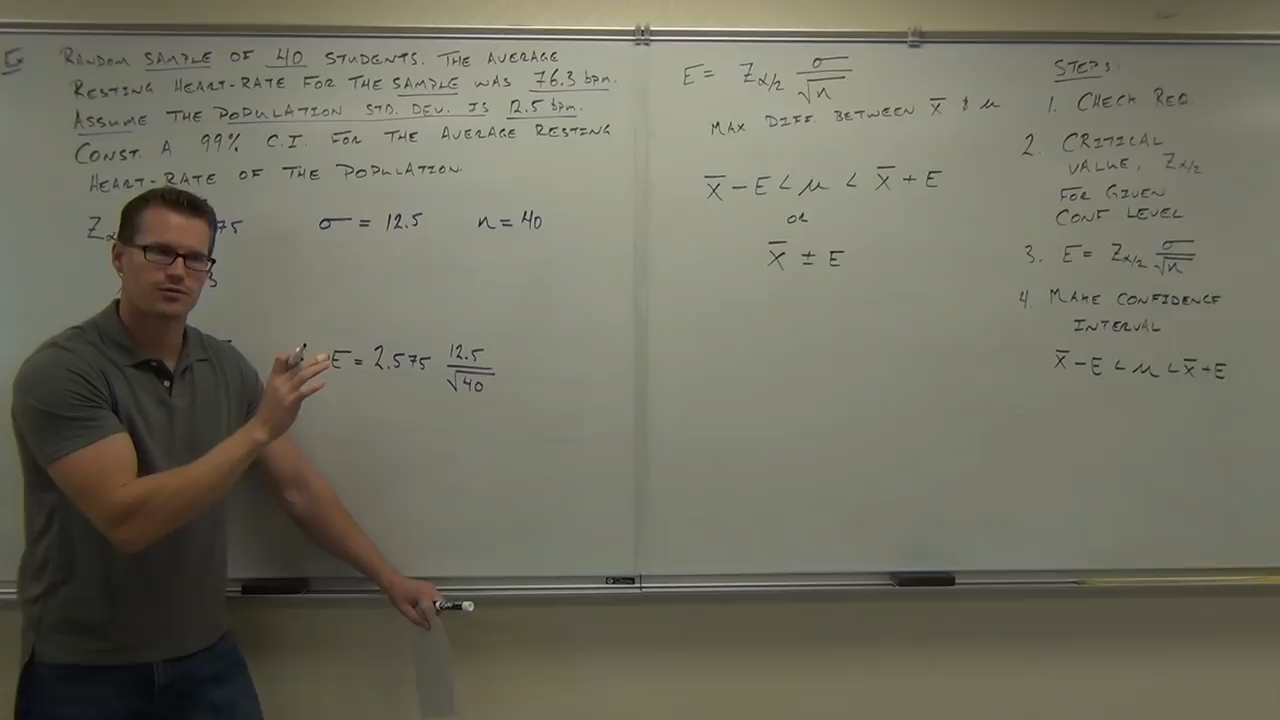 EG RANDOM SAMPLE OF 40 STUDENTS. THE AVERAGE
RESTING HEART-RATE FOR THE SAMPLE WAS 76.3 bpm.
ASSUME THE POPULATION STD. DEV. IS 12.5 bpm.
CONST. A 99% C.I. FOR THE AVERAGE RESTING
HEART-RATE OF THE POPULATION.
σ = 12.5 n = 40
E = 2.575 12.5/√40
E = Zα/2 σ/√n
MAX DIFF. BETWEEN x̄ & μ
x̄ - E < μ < x̄ + E
OR
x̄ ± E
STEPS:
1. CHECK REQ
2. CRITICAL
VALUE, Zα/2
FOR GIVEN
CONF LEVEL
3. E = Zα/2 σ/√n
4. MAKE CONFIDENCE
INTERVAL
x̄ - E < μ < x̄ + E